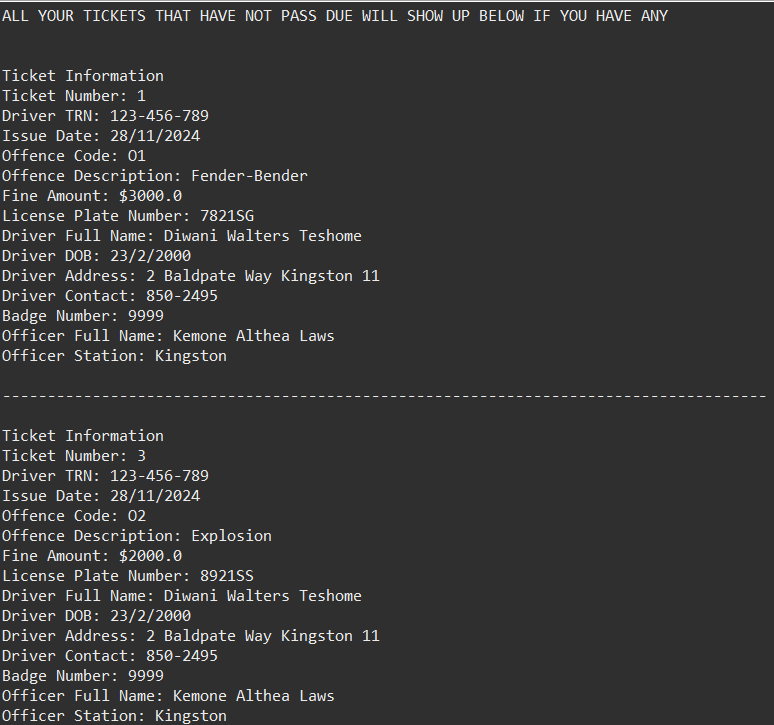 ALL YOUR TICKETS THAT HAVE NOT PASS DUE WILL SHOW UP BELOW IF YOU HAVE ANY
Ticket Information
Ticket Number: 1
Driver TRN: 123-456-789
Issue Date: 28/11/2024
Offence Code: O1
Offence Description: Fender-Bender
Fine Amount: $3000.0
License Plate Number: 7821SG
Driver Full Name: Diwani Walters Teshome
Driver DOB: 23/2/2000
Driver Address: 2 Baldpate Way Kingston 11
Driver Contact: 850-2495
Badge Number: 9999
Officer Full Name: Kemone Althea Laws
Officer Station: Kingston
-------------------------------------------------------------------------------------
Ticket Information
Ticket Number: 3
Driver TRN: 123-456-789
Issue Date: 28/11/2024
Offence Code: O2
Offence Description: Explosion
Fine Amount: $2000.0
License Plate Number: 8921SS
Driver Full Name: Diwani Walters Teshome
Driver DOB: 23/2/2000
Driver Address: 2 Baldpate Way Kingston 11
Driver Contact: 850-2495
Badge Number: 9999
Officer Full Name: Kemone Althea Laws
Officer Station: Kingston